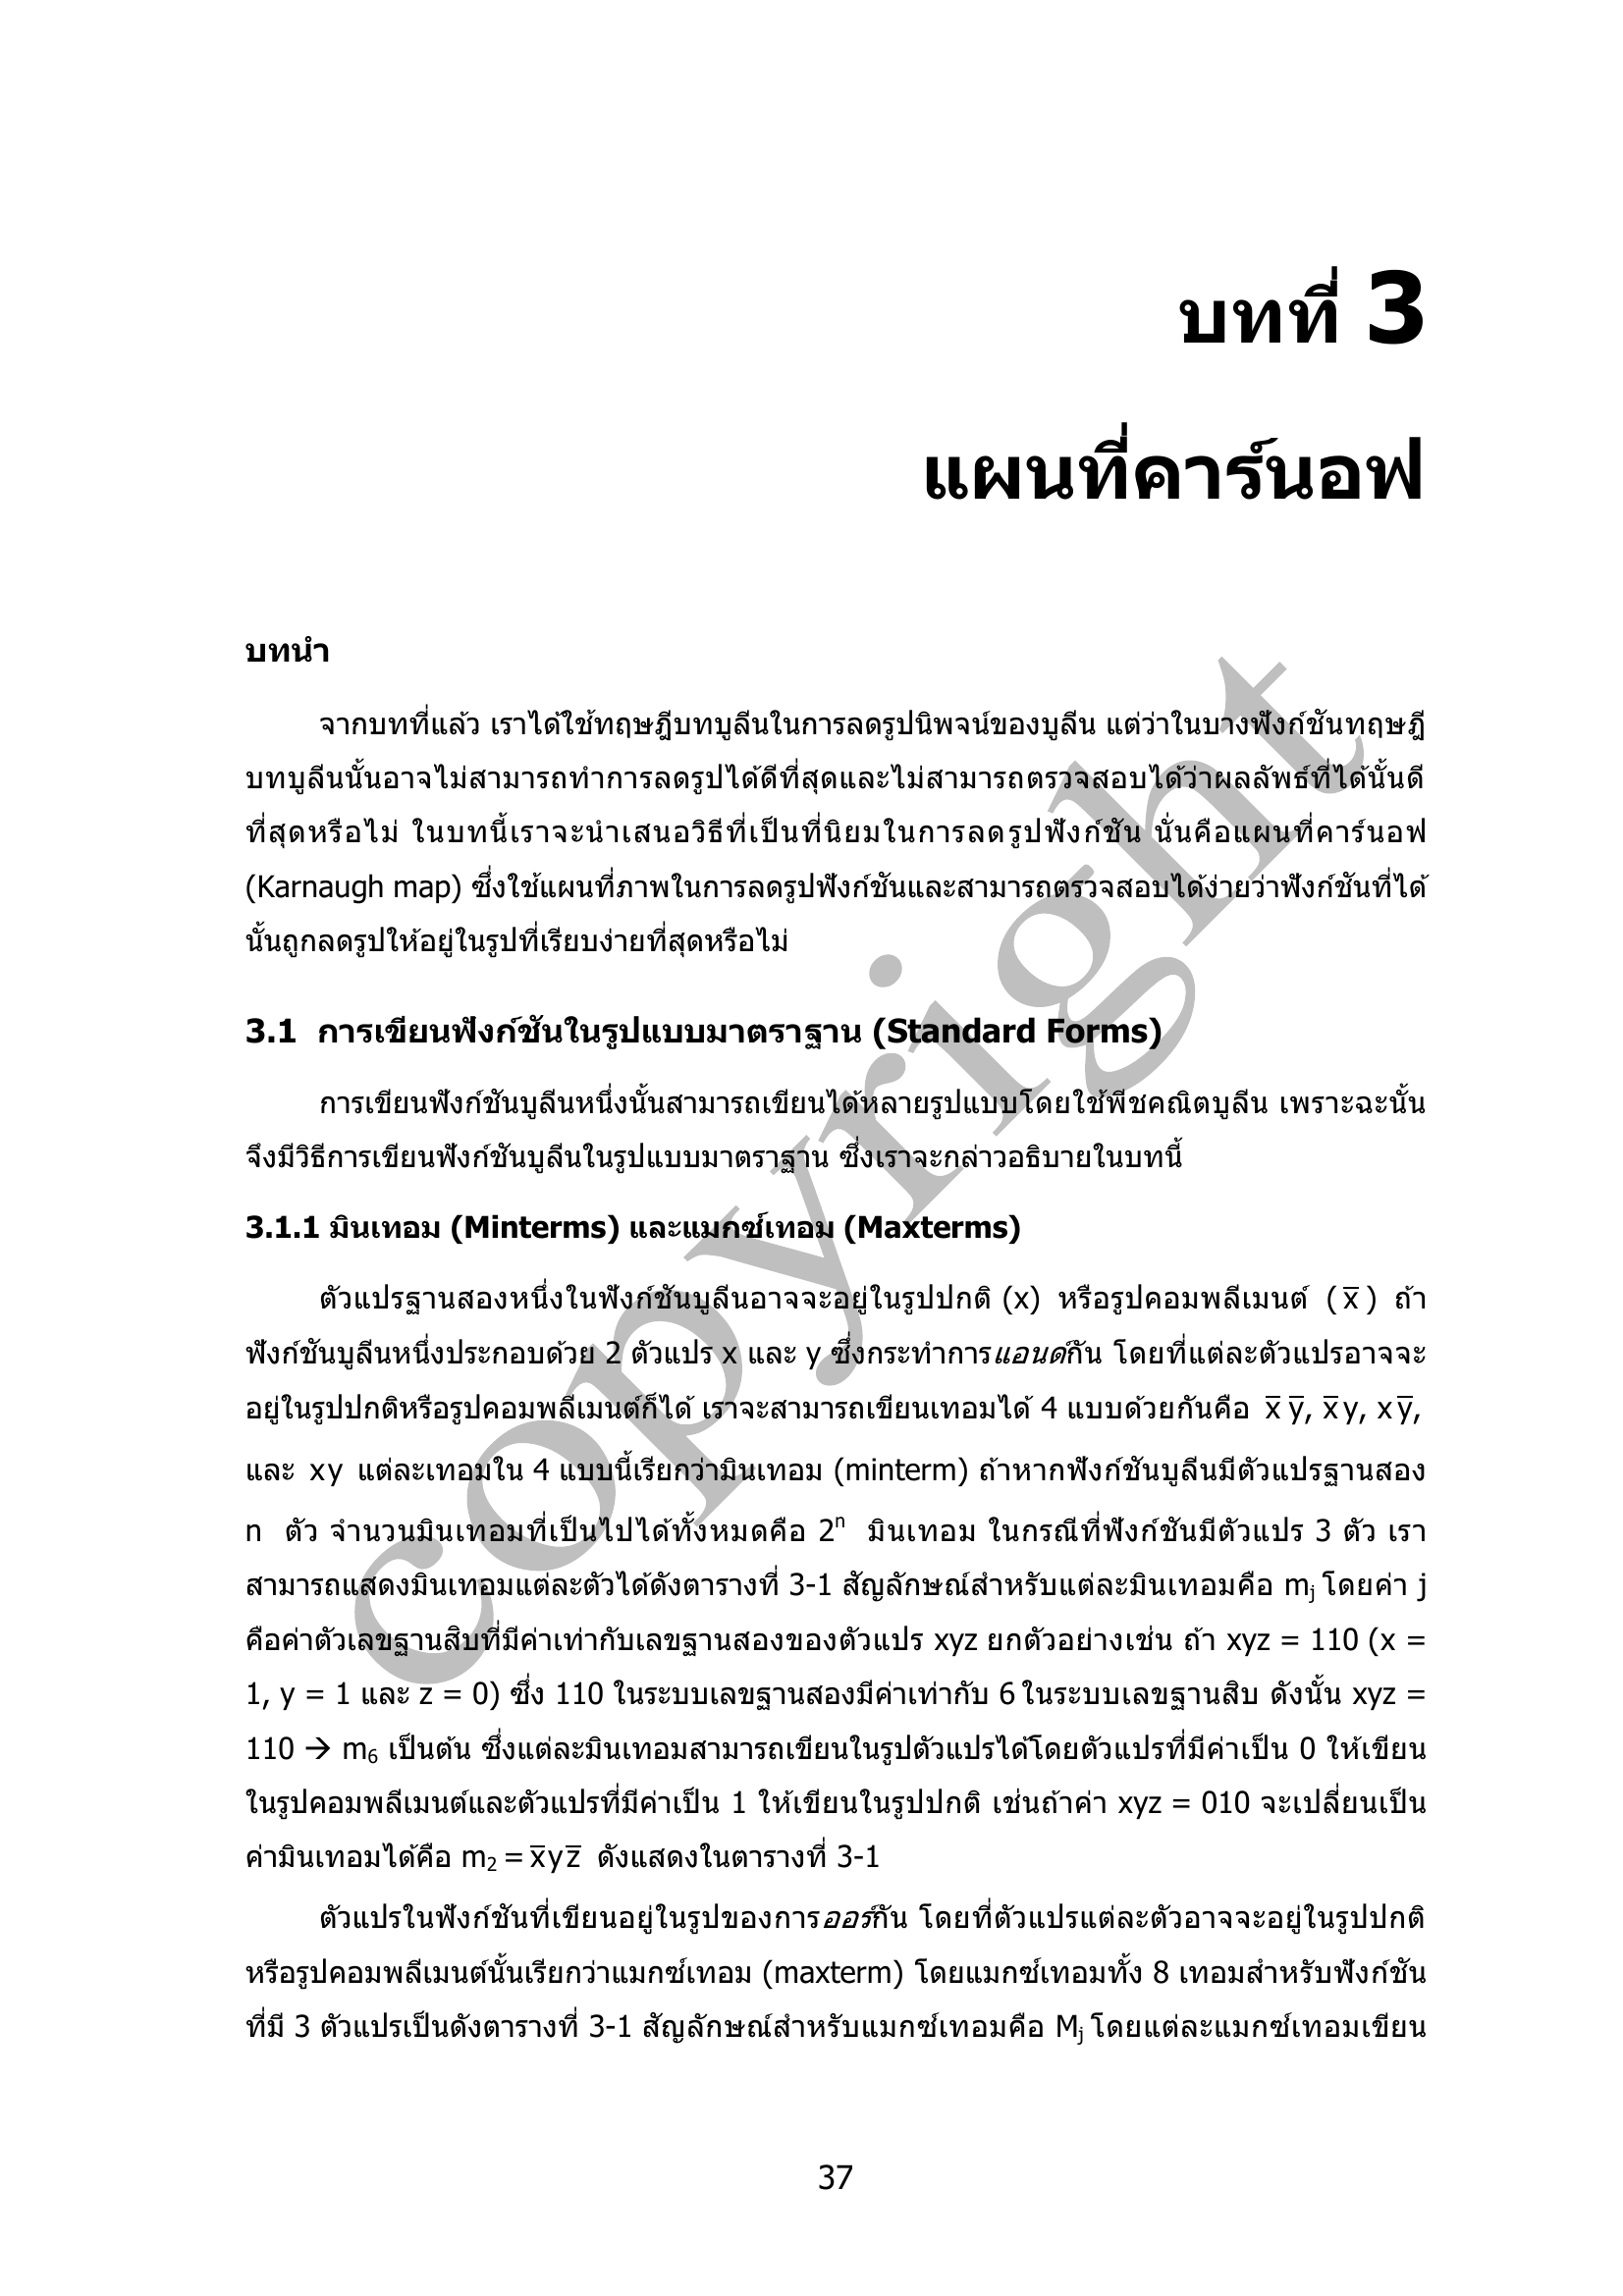 บทที่ 3
แผนที่คาร์นอฟ
บทนำ
จากบทที่แล้ว เราได้ใช้ทฤษฎีบทบูลีนในการลดรูปนิพจน์ของบูลีน แต่ว่าในบางฟังก์ชันทฤษฎี
บทบูลีนนั้นอาจไม่สามารถทำการลดรูปได้ดีที่สุดและไม่สามารถตรวจสอบได้ว่าผลลัพธ์ที่ได้นั้นดี
ที่สุดหรือไม่ ในบทนี้เราจะนำเสนอวิธีที่เป็นที่นิยมในการลดรูปฟังก์ชัน นั่นคือแผนที่คาร์นอฟ
(Karnaugh map) ซึ่งใช้แผนที่ภาพในการลดรูปฟังก์ชันและสามารถตรวจสอบได้ง่ายว่าฟังก์ชันที่ได้
นั้นถูกลดรูปให้อยู่ในรูปที่เรียบง่ายที่สุดหรือไม่
3.1 การเขียนฟังก์ชันในรูปแบบมาตราฐาน (Standard Forms)
การเขียนฟังก์ชันบูลีนหนึ่งนั้นสามารถเขียนได้หลายรูปแบบโดยใช้พีชคณิตบูลีน เพราะฉะนั้น
จึงมีวิธีการเขียนฟังก์ชันบูลีนในรูปแบบมาตราฐาน ซึ่งเราจะกล่าวอธิบายในบทนี้
3.1.1 มินเทอม (Minterms) และแมกซ์เทอม (Maxterms)
ตัวแปรฐานสองหนึ่งในฟังก์ชันบูลีนอาจจะอยู่ในรูปปกติ (x) หรือรูปคอมพลีเมนต์ (x̅) ถ้า
ฟังก์ชันบูลีนหนึ่งประกอบด้วย 2 ตัวแปร x และ y ซึ่งกระทำการแอนด์กัน โดยที่แต่ละตัวแปรอาจจะ
อยู่ในรูปปกติหรือรูปคอมพลีเมนต์ก็ได้ เราจะสามารถเขียนเทอมได้ 4 แบบด้วยกันคือ x̅ y̅, x̅ y, x y̅,
และ xy แต่ละเทอมใน 4 แบบนี้เรียกว่ามินเทอม (minterm) ถ้าหากฟังก์ชันบูลีนมีตัวแปรฐานสอง
n ตัว จำนวนมินเทอมที่เป็นไปได้ทั้งหมดคือ 2ⁿ มินเทอม ในกรณีที่ฟังก์ชันมีตัวแปร 3 ตัว เรา
สามารถแสดงมินเทอมแต่ละตัวได้ดังตารางที่ 3-1 สัญลักษณ์สำหรับแต่ละมินเทอมคือ mⱼ โดยค่า j
คือค่าตัวเลขฐานสิบที่มีค่าเท่ากับเลขฐานสองของตัวแปร xyz ยกตัวอย่างเช่น ถ้า xyz = 110 (x =
1, y = 1 และ z = 0) ซึ่ง 110 ในระบบเลขฐานสองมีค่าเท่ากับ 6 ในระบบเลขฐานสิบ ดังนั้น xyz =
110 → m₆ เป็นต้น ซึ่งแต่ละมินเทอมสามารถเขียนในรูปตัวแปรได้โดยตัวแปรที่มีค่าเป็น 0 ให้เขียน
ในรูปคอมพลีเมนต์และตัวแปรที่มีค่าเป็น 1 ให้เขียนในรูปปกติ เช่นถ้าค่า xyz = 010 จะเปลี่ยนเป็น
ค่ามินเทอมได้คือ m₂ = x̅ y z̅ ดังแสดงในตารางที่ 3-1
ตัวแปรในฟังก์ชันที่เขียนอยู่ในรูปของการออร์กัน โดยที่ตัวแปรแต่ละตัวอาจจะอยู่ในรูปปกติ
หรือรูปคอมพลีเมนต์นั้นเรียกว่าแมกซ์เทอม (maxterm) โดยแมกซ์เทอมทั้ง 8 เทอมสำหรับฟังก์ชัน
ที่มี 3 ตัวแปรเป็นดังตารางที่ 3-1 สัญลักษณ์สำหรับแมกซ์เทอมคือ Mⱼ โดยแต่ละแมกซ์เทอมเขียน
37
copyright